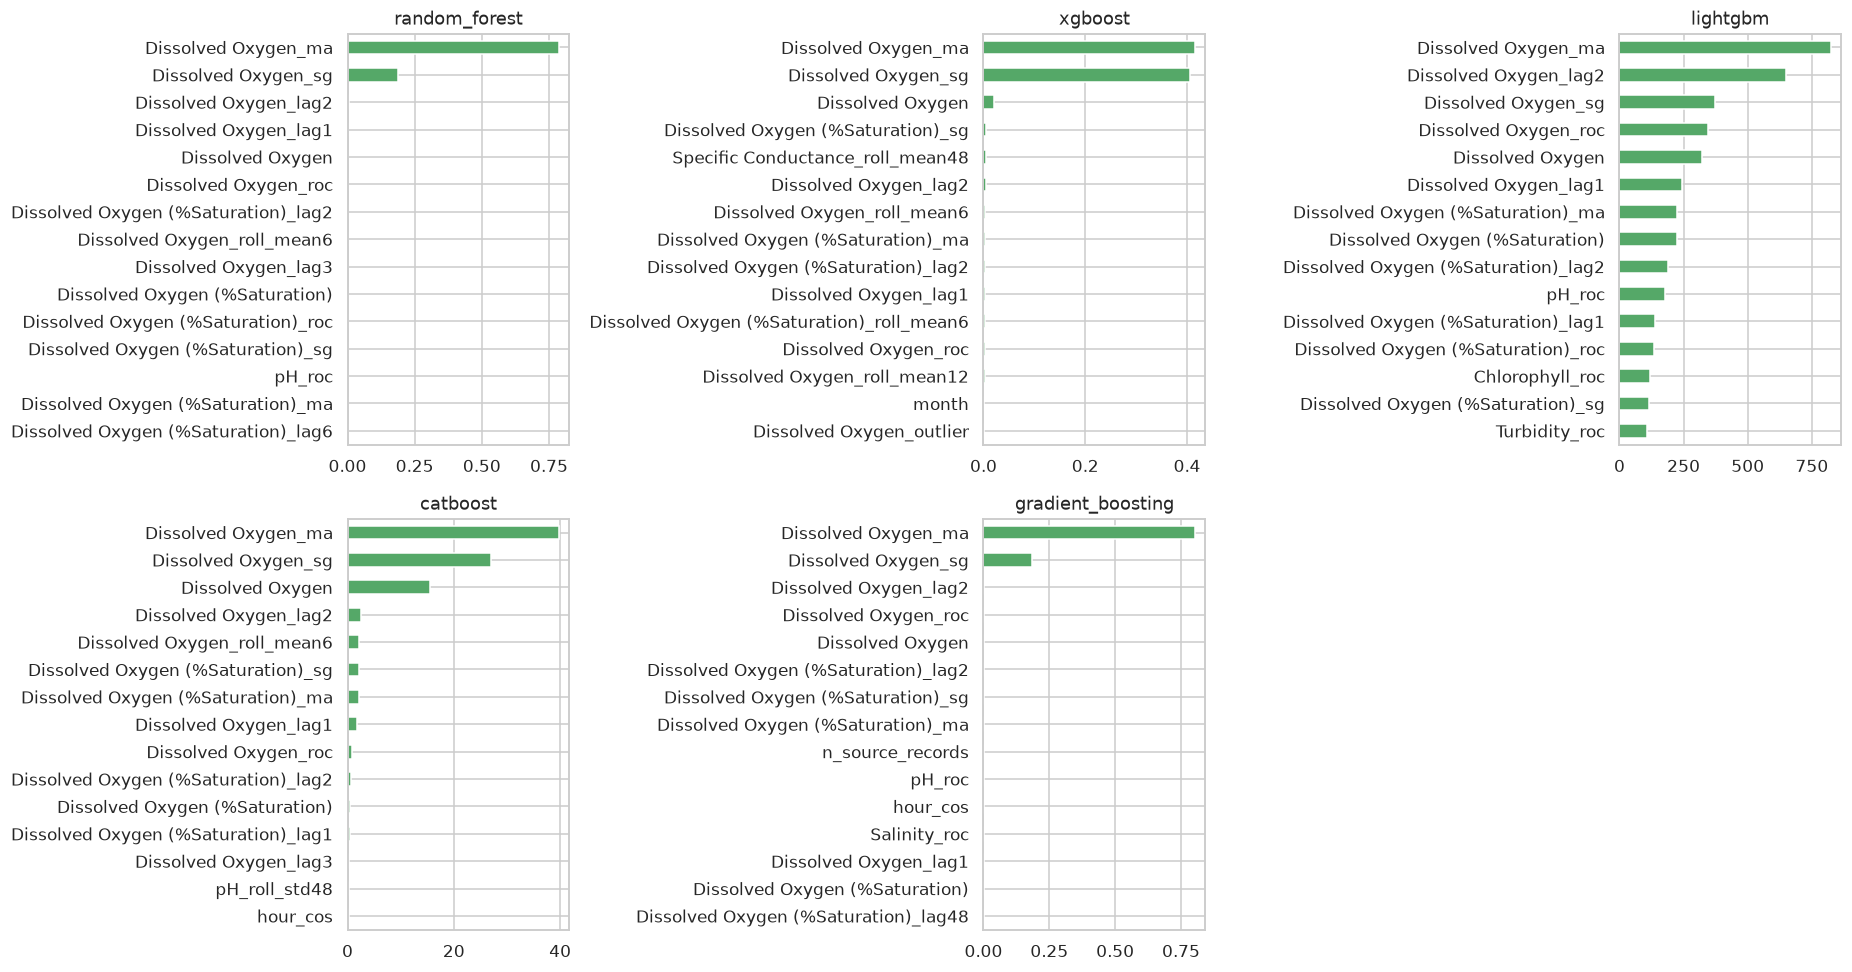 random_forest
Dissolved Oxygen_ma
Dissolved Oxygen_sg
Dissolved Oxygen_lag2
Dissolved Oxygen_lag1
Dissolved Oxygen
Dissolved Oxygen_roc
Dissolved Oxygen (%Saturation)_lag2
Dissolved Oxygen_roll_mean6
Dissolved Oxygen_lag3
Dissolved Oxygen (%Saturation)
Dissolved Oxygen (%Saturation)_roc
Dissolved Oxygen (%Saturation)_sg
pH_roc
Dissolved Oxygen (%Saturation)_ma
Dissolved Oxygen (%Saturation)_lag6
0.00 0.25 0.50 0.75
xgboost
Dissolved Oxygen_ma
Dissolved Oxygen_sg
Dissolved Oxygen
Dissolved Oxygen (%Saturation)_sg
Specific Conductance_roll_mean48
Dissolved Oxygen_lag2
Dissolved Oxygen_roll_mean6
Dissolved Oxygen (%Saturation)_ma
Dissolved Oxygen (%Saturation)_lag2
Dissolved Oxygen_lag1
Dissolved Oxygen (%Saturation)_roll_mean6
Dissolved Oxygen_roc
Dissolved Oxygen_roll_mean12
month
Dissolved Oxygen_outlier
0.0 0.2 0.4
lightgbm
Dissolved Oxygen_ma
Dissolved Oxygen_lag2
Dissolved Oxygen_sg
Dissolved Oxygen_roc
Dissolved Oxygen
Dissolved Oxygen_lag1
Dissolved Oxygen (%Saturation)_ma
Dissolved Oxygen (%Saturation)
Dissolved Oxygen (%Saturation)_lag2
pH_roc
Dissolved Oxygen (%Saturation)_lag1
Dissolved Oxygen (%Saturation)_roc
Chlorophyll_roc
Dissolved Oxygen (%Saturation)_sg
Turbidity_roc
0 250 500 750
catboost
Dissolved Oxygen_ma
Dissolved Oxygen_sg
Dissolved Oxygen
Dissolved Oxygen_lag2
Dissolved Oxygen_roll_mean6
Dissolved Oxygen (%Saturation)_sg
Dissolved Oxygen (%Saturation)_ma
Dissolved Oxygen_lag1
Dissolved Oxygen_roc
Dissolved Oxygen (%Saturation)_lag2
Dissolved Oxygen (%Saturation)
Dissolved Oxygen (%Saturation)_lag1
Dissolved Oxygen_lag3
pH_roll_std48
hour_cos
0 20 40
gradient_boosting
Dissolved Oxygen_ma
Dissolved Oxygen_sg
Dissolved Oxygen_lag2
Dissolved Oxygen_roc
Dissolved Oxygen
Dissolved Oxygen (%Saturation)_lag2
Dissolved Oxygen (%Saturation)_sg
Dissolved Oxygen (%Saturation)_ma
n_source_records
pH_roc
hour_cos
Salinity_roc
Dissolved Oxygen_lag1
Dissolved Oxygen (%Saturation)
Dissolved Oxygen (%Saturation)_lag48
0.00 0.25 0.50 0.75